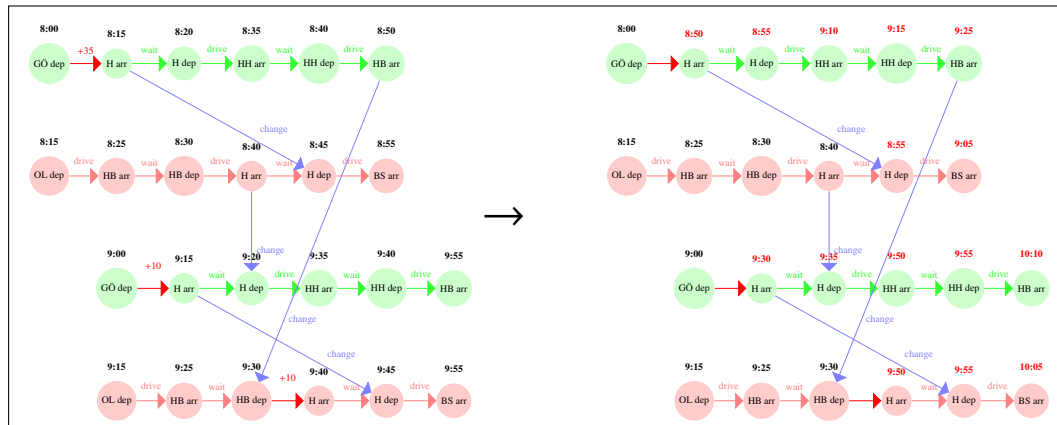 8:00 8:15 8:20 8:35 8:40 8:50
+35 wait drive wait drive
GÖ dep H arr H dep HH arr HH dep HB arr
change
8:15 8:25 8:30 8:40 8:45 8:55
drive wait drive wait drive
OL dep HB arr HB dep H arr H dep BS arr
change
9:00 9:15 9:20 9:35 9:40 9:55
+10 wait drive wait drive
GÖ dep H arr H dep HH arr HH dep HB arr
change
change
9:15 9:25 9:30 9:40 9:45 9:55
drive wait +10 wait drive
OL dep HB arr HB dep H arr H dep BS arr
→
8:00 8:50 8:55 9:10 9:15 9:25
wait drive wait drive
GÖ dep H arr H dep HH arr HH dep HB arr
change
8:15 8:25 8:30 8:40 8:55 9:05
drive wait drive wait drive
OL dep HB arr HB dep H arr H dep BS arr
change
9:00 9:30 9:35 9:50 9:55 10:10
wait drive wait drive
GÖ dep H arr H dep HH arr HH dep HB arr
change
change
9:15 9:25 9:30 9:50 9:55 10:05
drive wait wait drive
OL dep HB arr HB dep H arr H dep BS arr